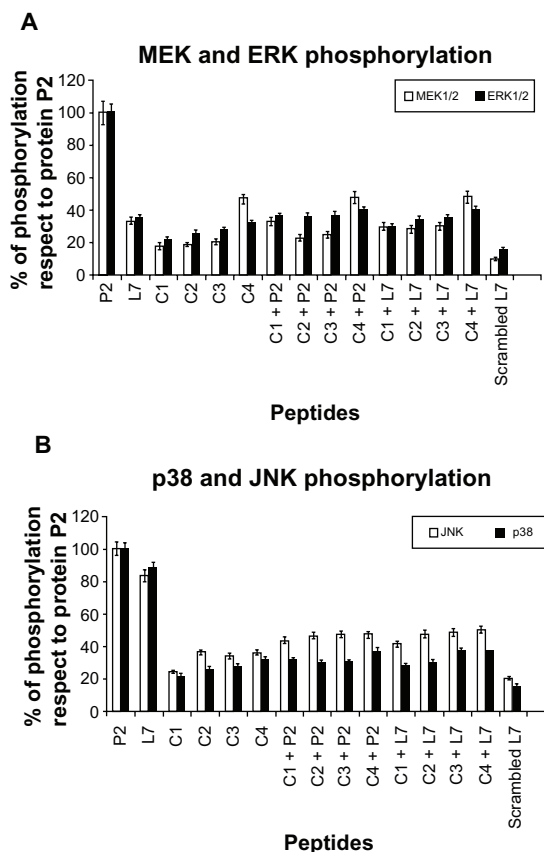 A
MEK and ERK phosphorylation
% of phosphorylation
respect to protein P2
120
100
80
60
40
20
0
MEK1/2 ERK1/2
P2
L7
C1
C2
C3
C4
C1 + P2
C2 + P2
C3 + P2
C4 + P2
C1 + L7
C2 + L7
C3 + L7
C4 + L7
Scrambled L7
Peptides
B
p38 and JNK phosphorylation
% of phosphorylation
respect to protein P2
120
100
80
60
40
20
0
JNK p38
P2
L7
C1
C2
C3
C4
C1 + P2
C2 + P2
C3 + P2
C4 + P2
C1 + L7
C2 + L7
C3 + L7
C4 + L7
Scrambled L7
Peptides